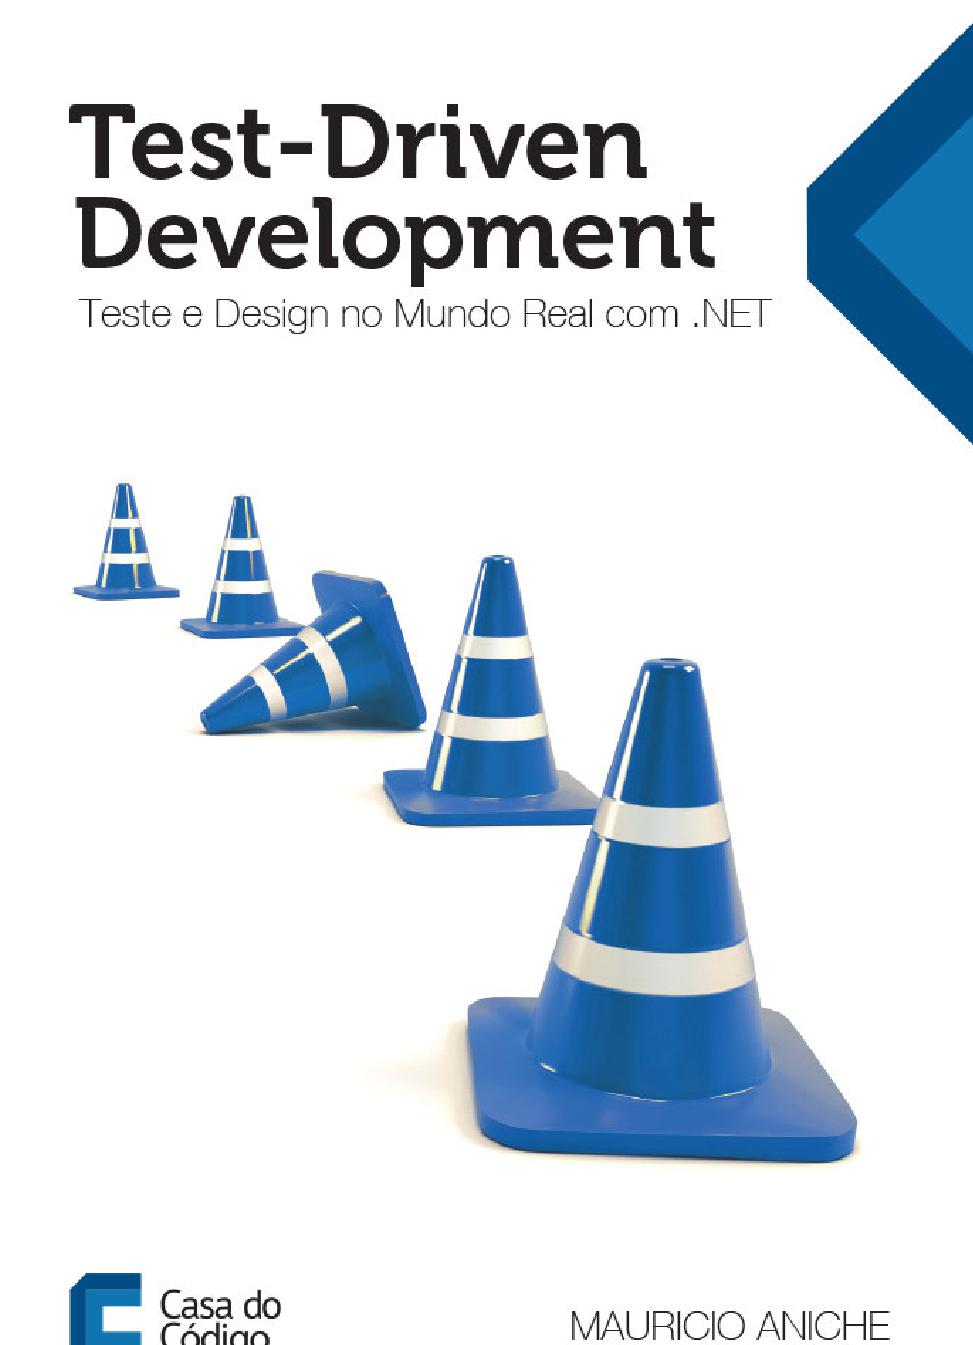 Test-Driven
Development
Teste e Design no Mundo Real com .NET
Casa do
Código
MAURICIO ANICHE